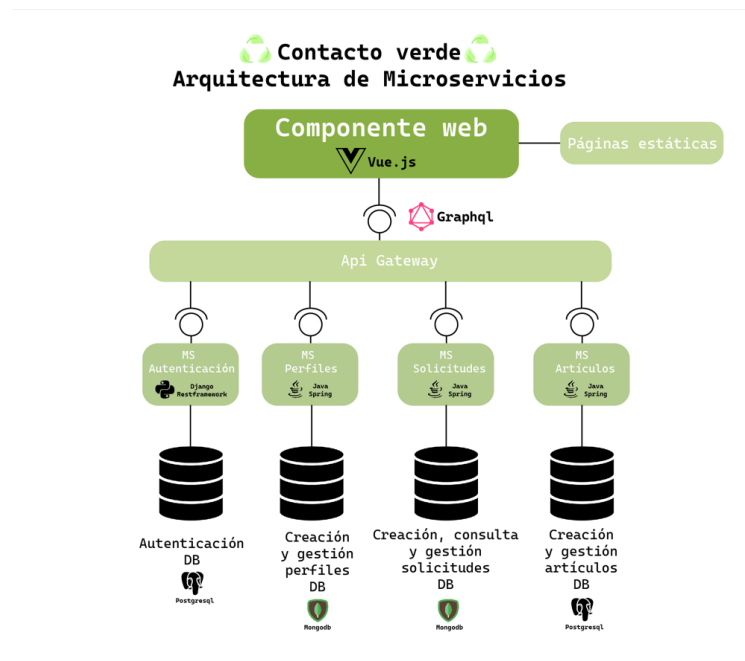 Contacto verde
Arquitectura de Microservicios
Componente web
Vue.js
Páginas estáticas
Graphql
Api Gateway
MS
Autenticación
Django
Restframework
MS
Perfiles
Java
Spring
MS
Solicitudes
Java
Spring
MS
Artículos
Java
Spring
Autenticación
DB
Postgresql
Creación
y gestión
perfiles
DB
Mongodb
Creación, consulta
y gestión
solicitudes
DB
Mongodb
Creación
y gestión
artículos
DB
Postgresql